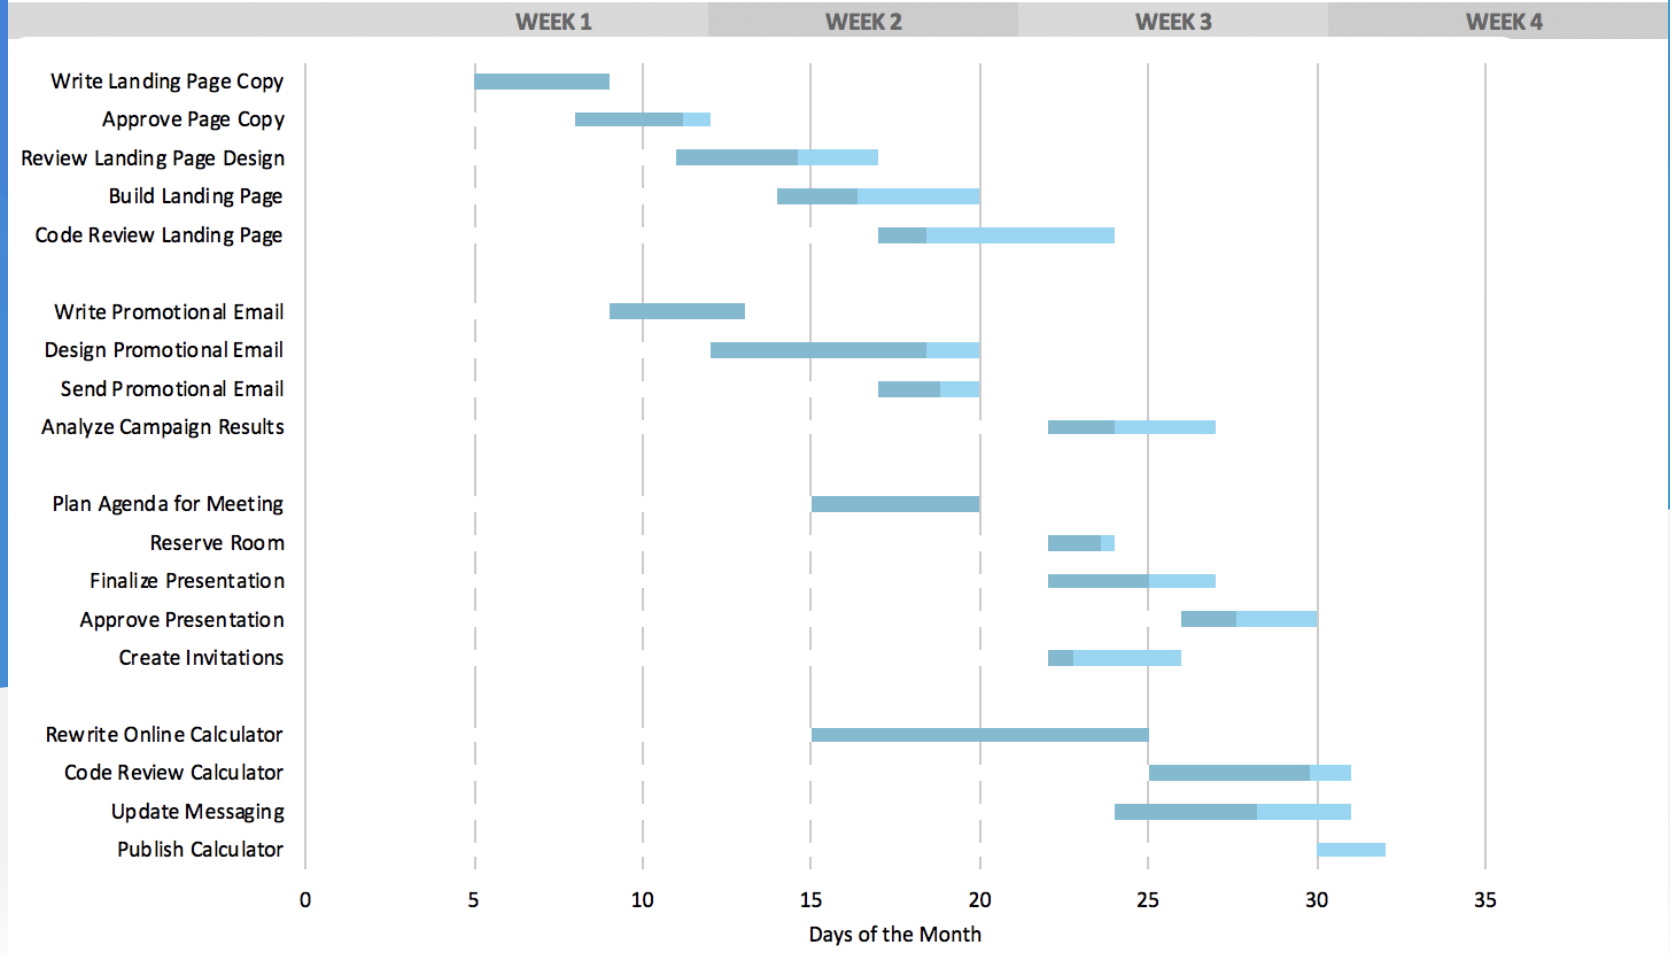 WEEK 1 WEEK 2 WEEK 3 WEEK 4
Write Landing Page Copy
Approve Page Copy
Review Landing Page Design
Build Landing Page
Code Review Landing Page
Write Promotional Email
Design Promotional Email
Send Promotional Email
Analyze Campaign Results
Plan Agenda for Meeting
Reserve Room
Finalize Presentation
Approve Presentation
Create Invitations
Rewrite Online Calculator
Code Review Calculator
Update Messaging
Publish Calculator
0 5 10 15 20 25 30 35
Days of the Month